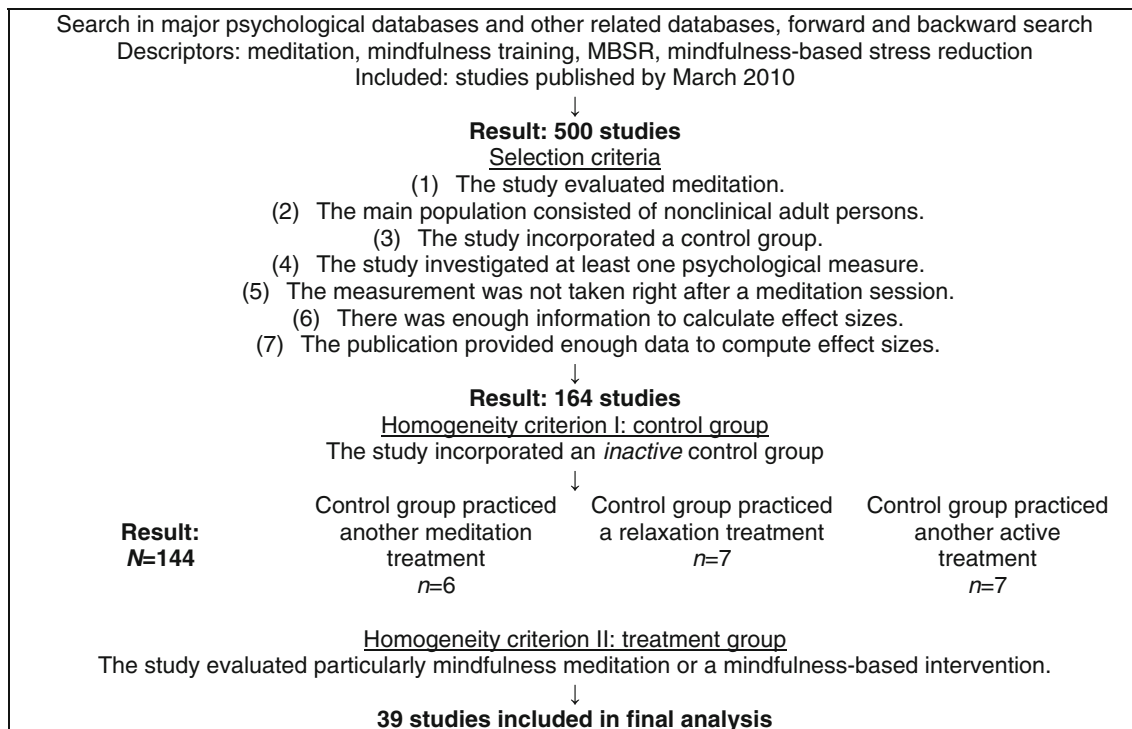 Search in major psychological databases and other related databases, forward and backward search
Descriptors: meditation, mindfulness training, MBSR, mindfulness-based stress reduction
Included: studies published by March 2010
↓
Result: 500 studies
Selection criteria
(1) The study evaluated meditation.
(2) The main population consisted of nonclinical adult persons.
(3) The study incorporated a control group.
(4) The study investigated at least one psychological measure.
(5) The measurement was not taken right after a meditation session.
(6) There was enough information to calculate effect sizes.
(7) The publication provided enough data to compute effect sizes.
↓
Result: 164 studies
Homogeneity criterion I: control group
The study incorporated an inactive control group
↓
Result:
N=144
Control group practiced
another meditation
treatment
n=6
Control group practiced
a relaxation treatment
n=7
Control group practiced
another active
treatment
n=7
Homogeneity criterion II: treatment group
The study evaluated particularly mindfulness meditation or a mindfulness-based intervention.
↓
39 studies included in final analysis